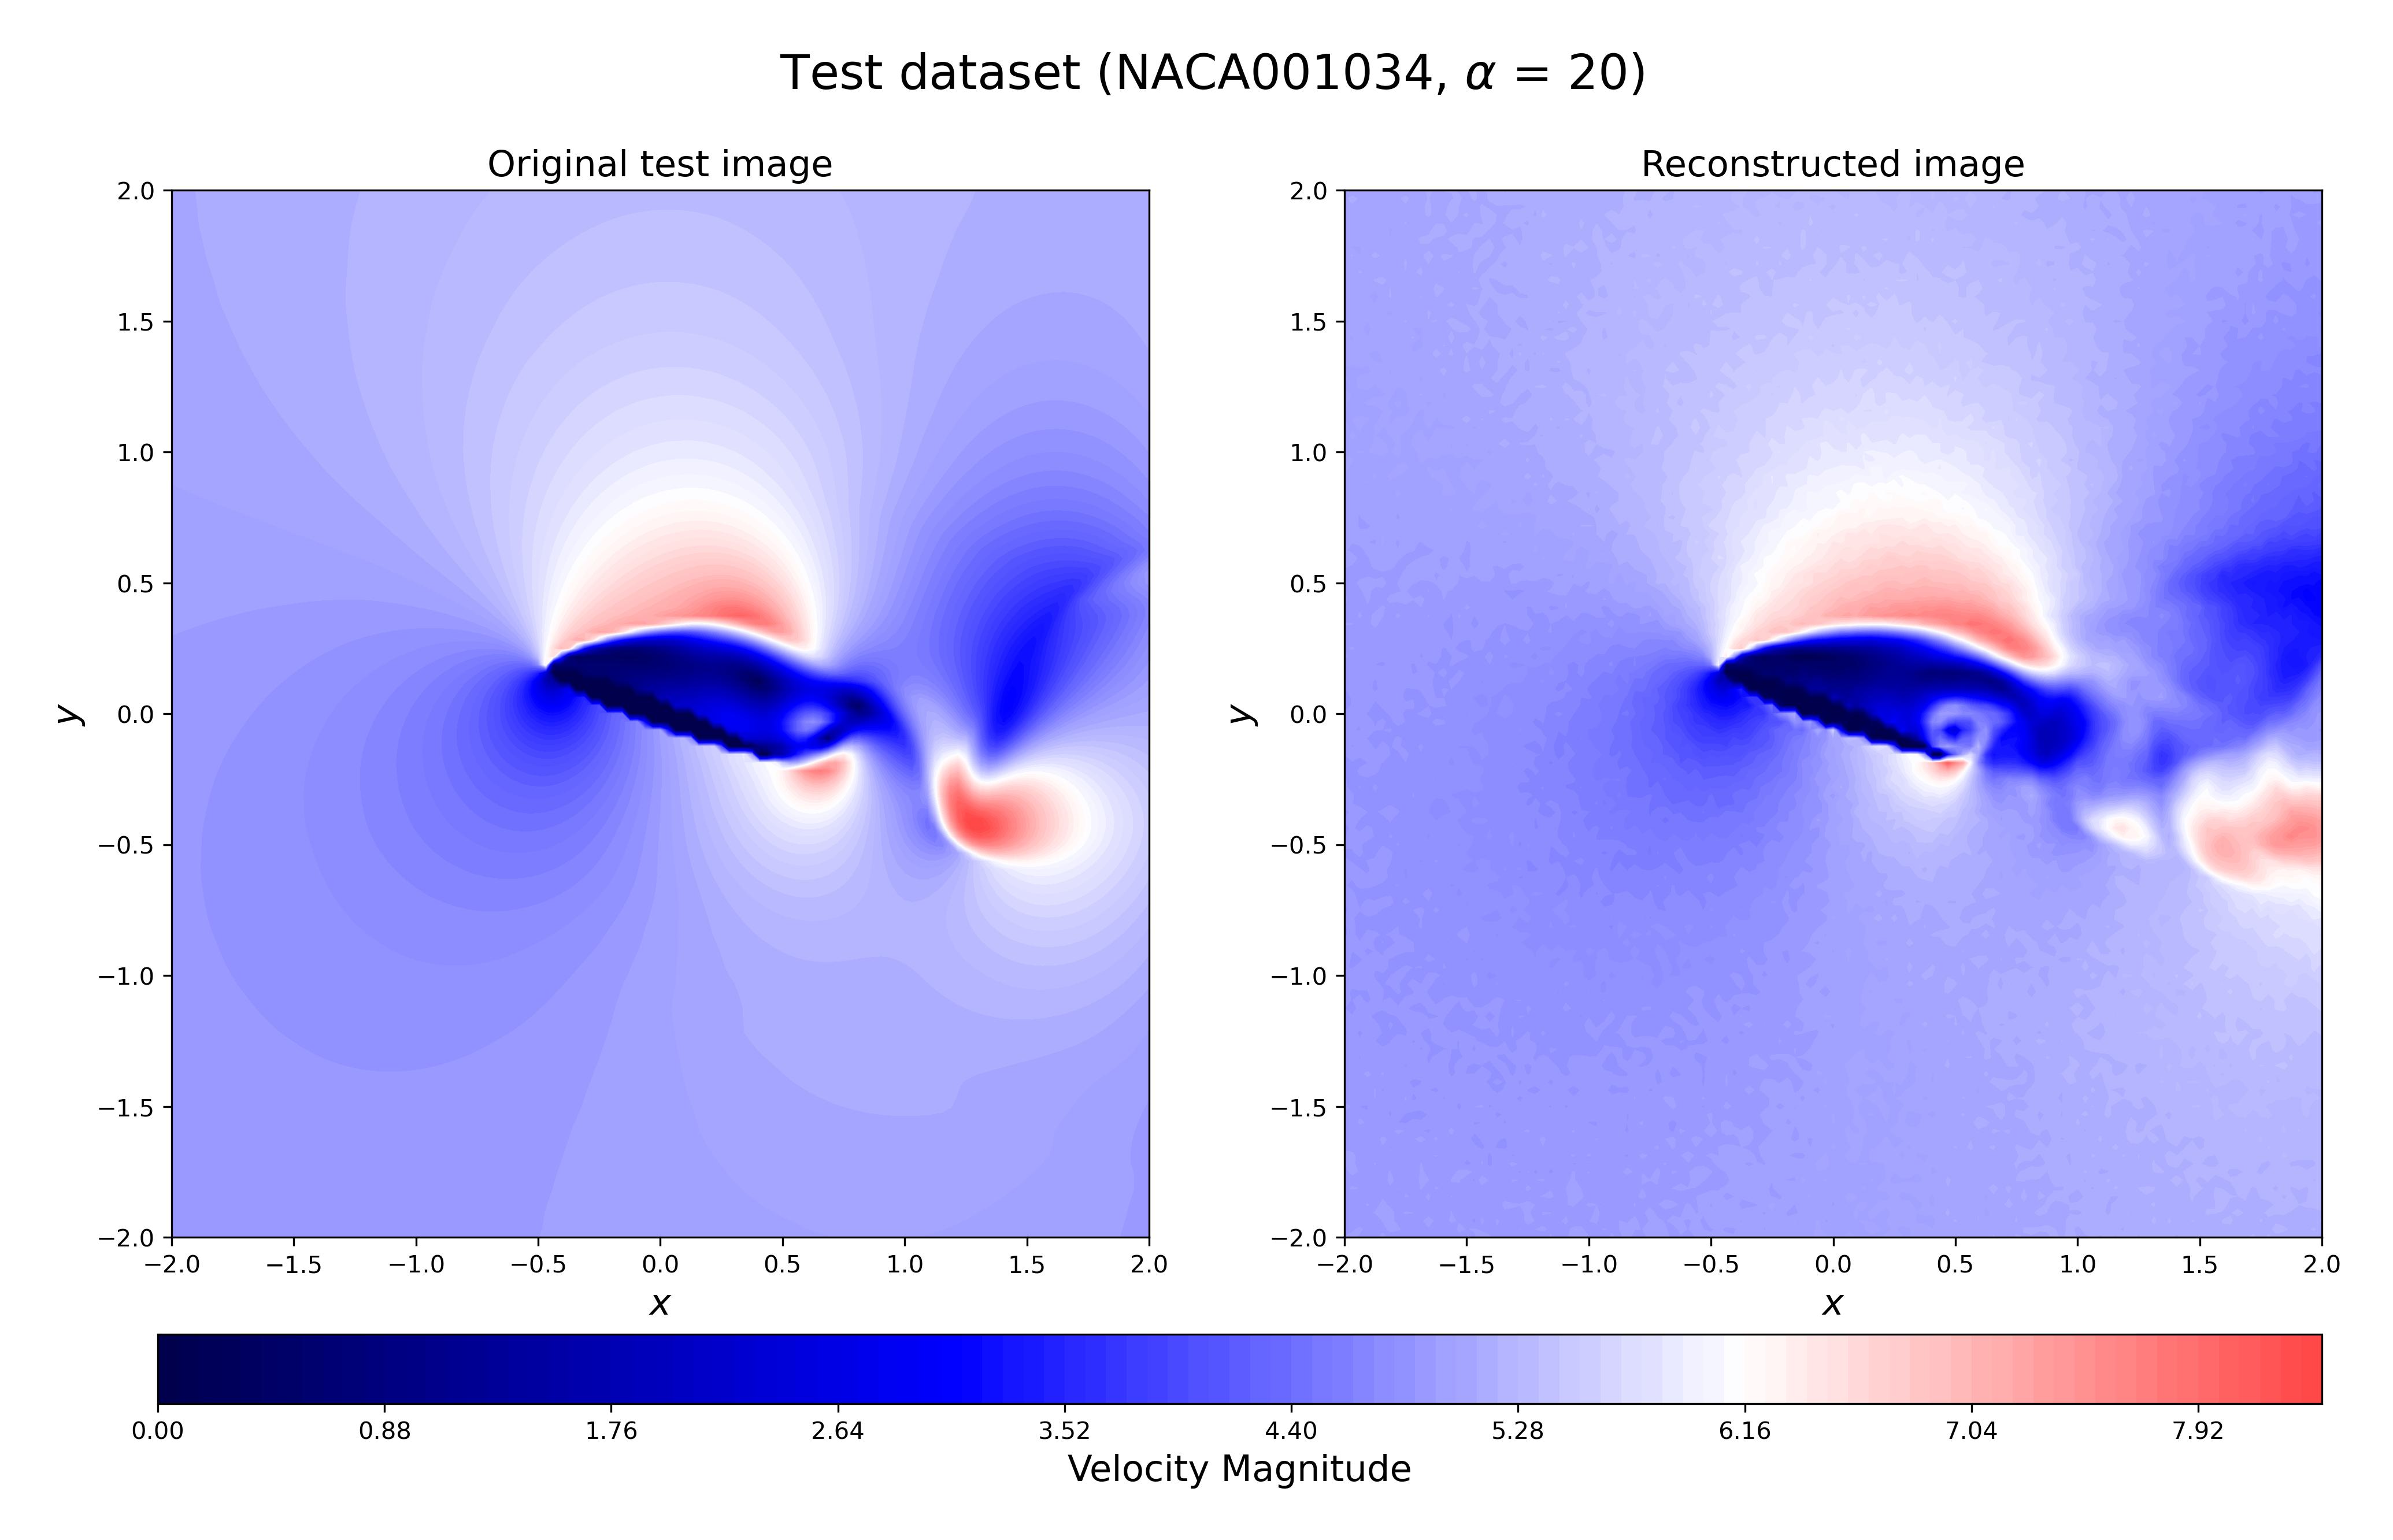 Test dataset (NACA001034, α = 20)
Original test image
Reconstructed image
2.0
1.5
1.0
0.5
0.0
−0.5
−1.0
−1.5
−2.0
y
−2.0 −1.5 −1.0 −0.5 0.0 0.5 1.0 1.5 2.0
x
2.0
1.5
1.0
0.5
0.0
−0.5
−1.0
−1.5
−2.0
y
−2.0 −1.5 −1.0 −0.5 0.0 0.5 1.0 1.5 2.0
x
0.00 0.88 1.76 2.64 3.52 4.40 5.28 6.16 7.04 7.92
Velocity Magnitude